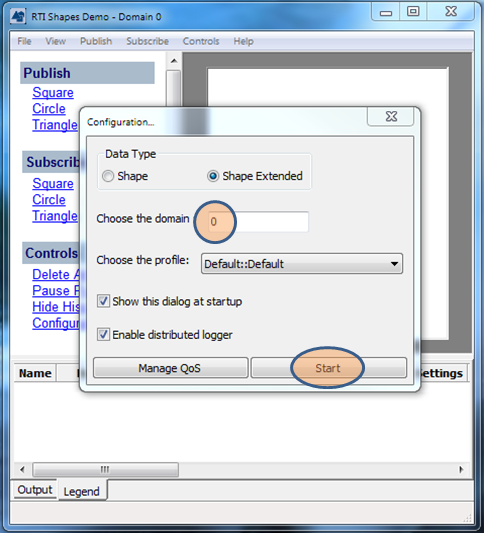 RTI Shapes Demo - Domain 0
File View Publish Subscribe Controls Help
Publish
Square
Circle
Triangle
Subscrib
Square
Circle
Triangle
Controls
Delete A
Pause F
Hide His
Configur
Configuration...
Data Type
Shape
Shape Extended
Choose the domain 0
Choose the profile: Default::Default
Show this dialog at startup
Enable distributed logger
Manage QoS Start
Name Settings
Output Legend